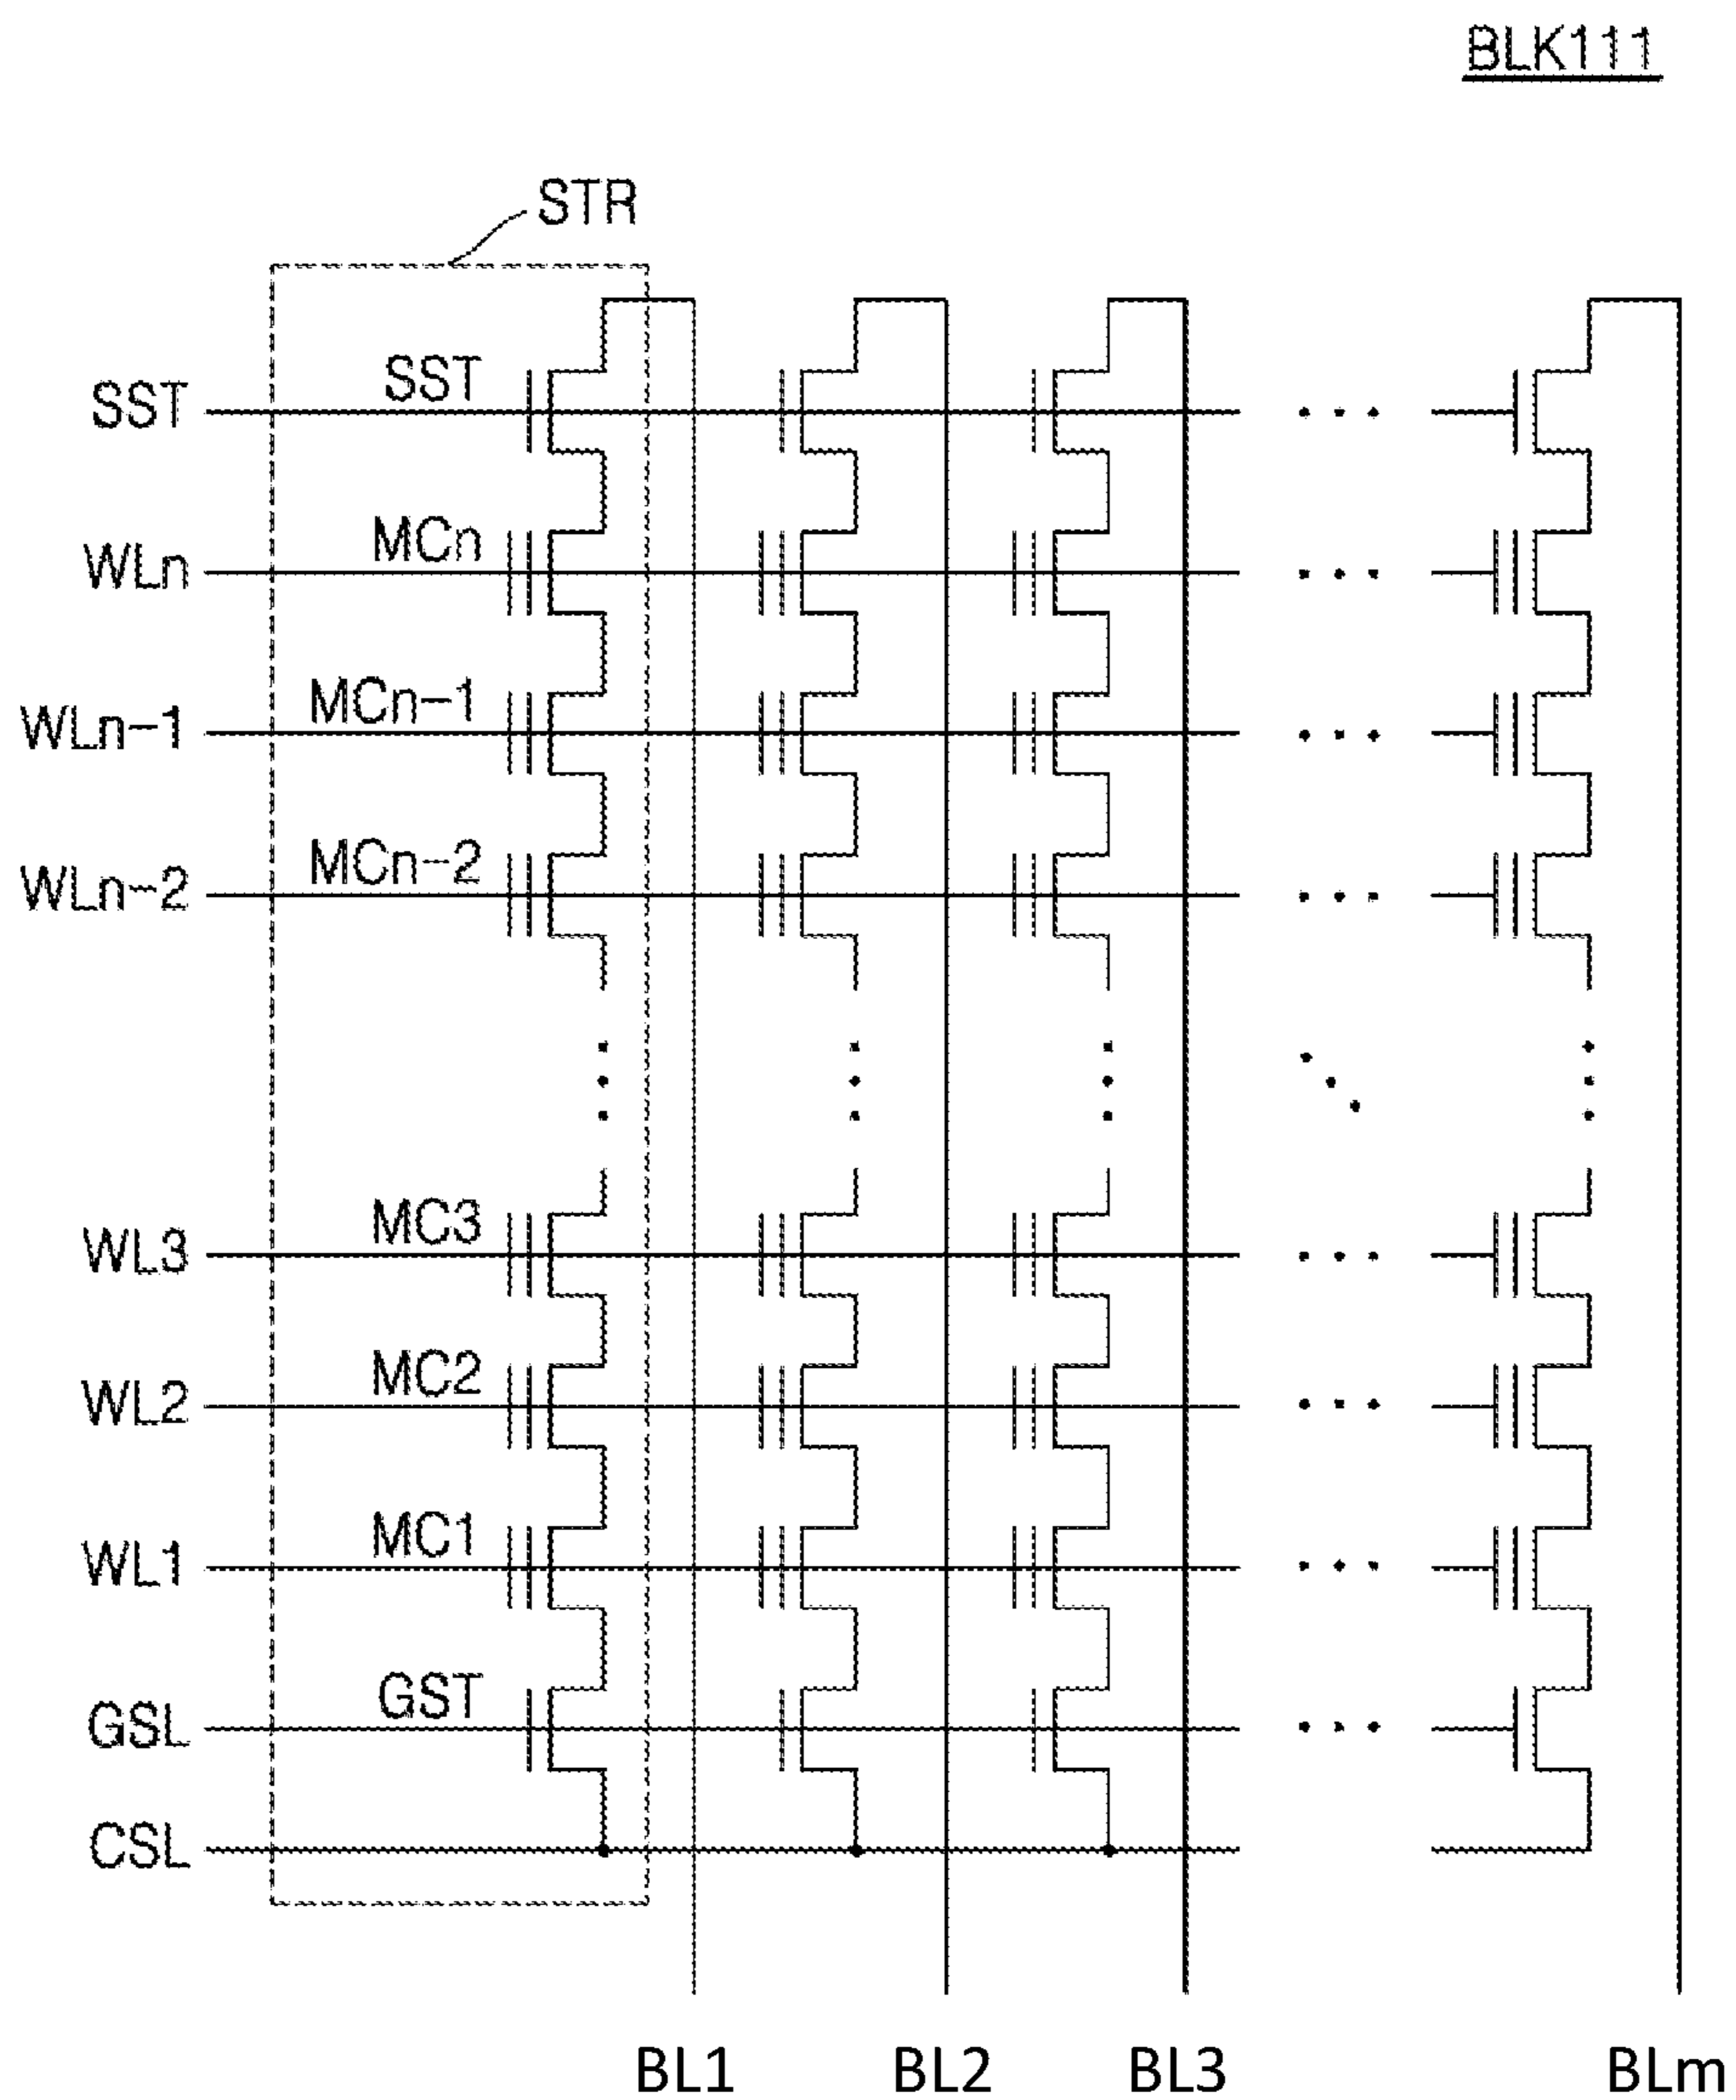 BLK111
STR
SST SST
WLn MCn
WLn-1 MCn-1
WLn-2 MCn-2
WL3 MC3
WL2 MC2
WL1 MC1
GSL GST
CSL
BL1 BL2 BL3 BLm